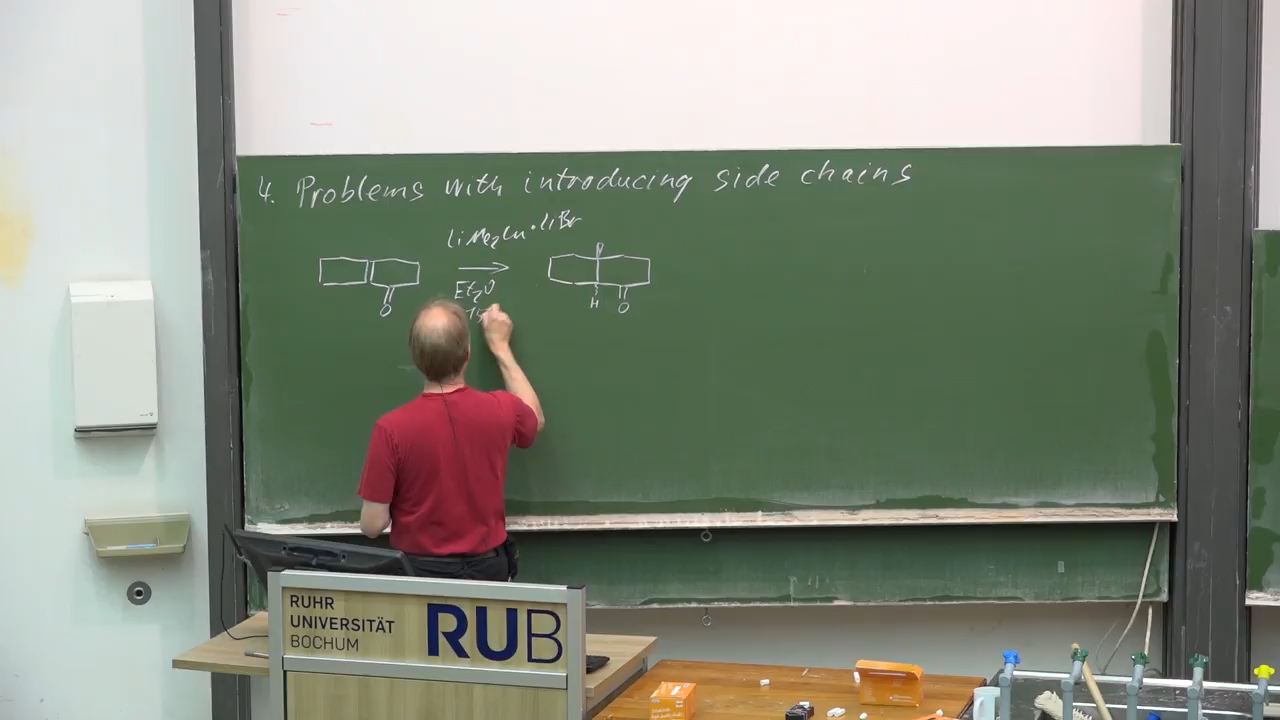 4. Problems with introducing side chains
LiMe₂Cu·LiBr
Et₂O
O
H
O
RUHR
UNIVERSITÄT
BOCHUM
RUB